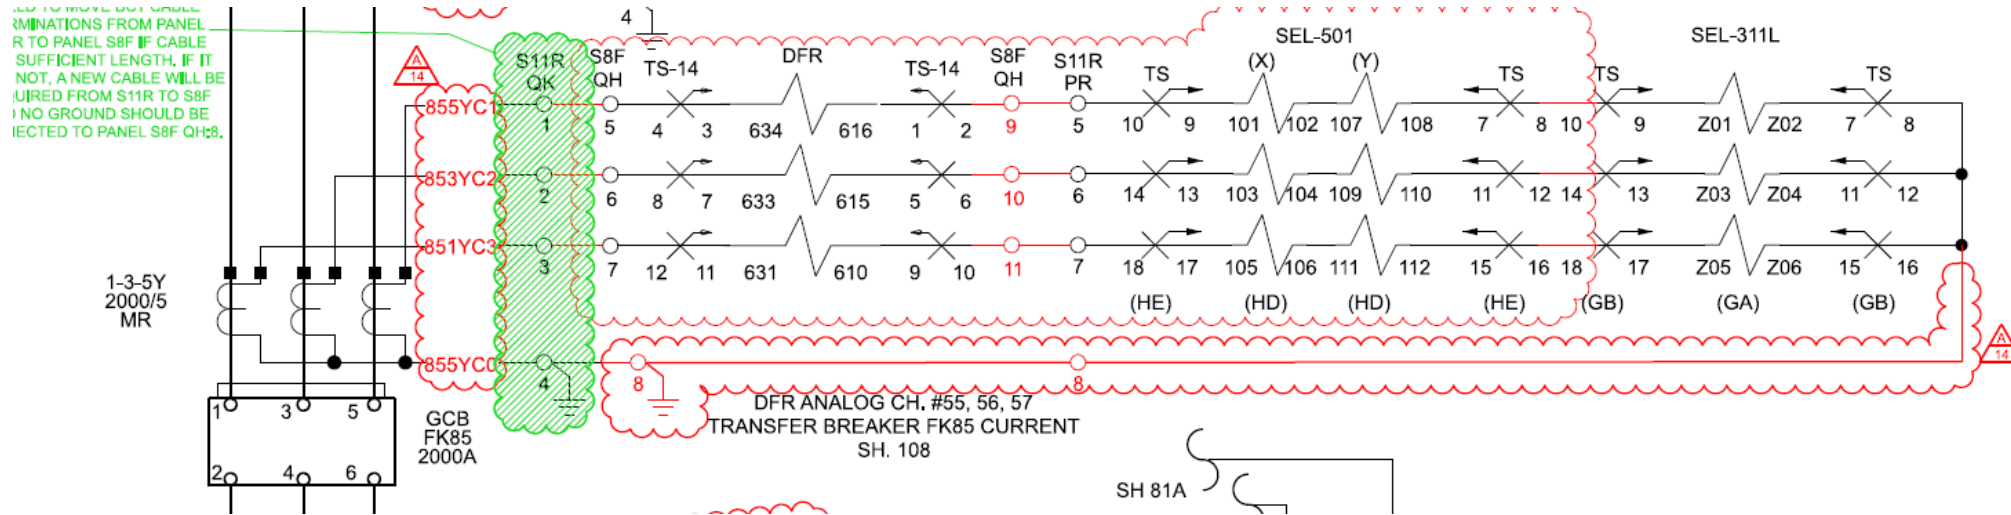 RMINATIONS FROM PANEL
R TO PANEL S8F IF CABLE
SUFFICIENT LENGTH. IF IT
NOT, A NEW CABLE WILL BE
UIRED FROM S11R TO S8F
NO GROUND SHOULD BE
NECTED TO PANEL S8F QH:8.
4
SEL-501
SEL-311L
A
14
S11R
QK
S8F
QH
TS-14
DFR
TS-14
S8F
QH
S11R
PR
TS
(X)
(Y)
TS
TS
TS
855YC1
1
5
4
3
634
616
1
2
9
5
10
9
101
102
107
108
7
8
10
9
Z01
Z02
7
8
853YC2
2
6
8
7
633
615
5
6
10
6
14
13
103
104
109
110
11
12
14
13
Z03
Z04
11
12
851YC3
3
7
12
11
631
610
9
10
11
7
18
17
105
106
111
112
15
16
18
17
Z05
Z06
15
16
1-3-5Y
2000/5
MR
(HE)
(HD)
(HD)
(HE)
(GB)
(GA)
(GB)
A
14
855YC0
4
8
8
DFR ANALOG CH. #55, 56, 57
TRANSFER BREAKER FK85 CURRENT
SH. 108
1
3
5
2
4
6
GCB
FK85
2000A
SH 81A